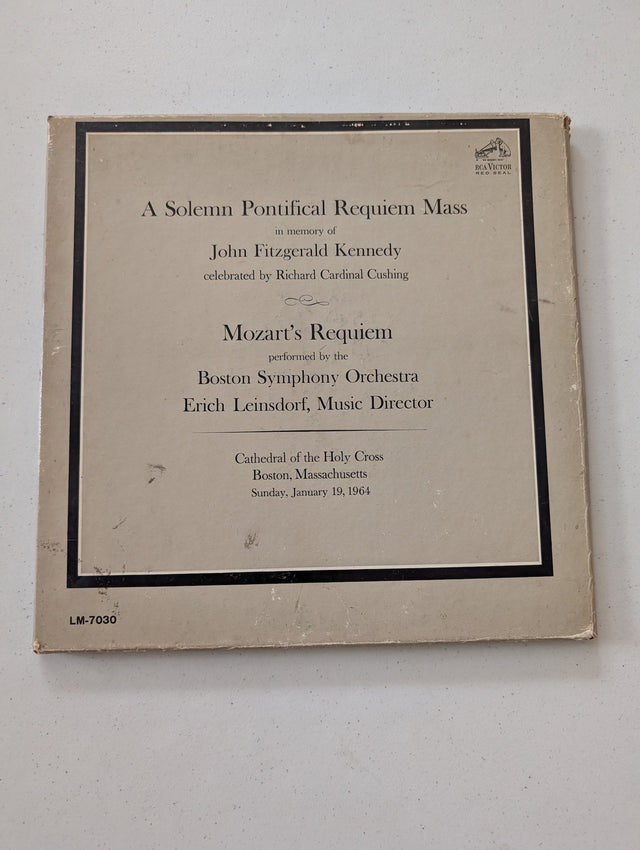 RCA VICTOR
RED SEAL
A Solemn Pontifical Requiem Mass
in memory of
John Fitzgerald Kennedy
celebrated by Richard Cardinal Cushing
Mozart's Requiem
performed by the
Boston Symphony Orchestra
Erich Leinsdorf, Music Director
Cathedral of the Holy Cross
Boston, Massachusetts
Sunday, January 19, 1964
LM-7030